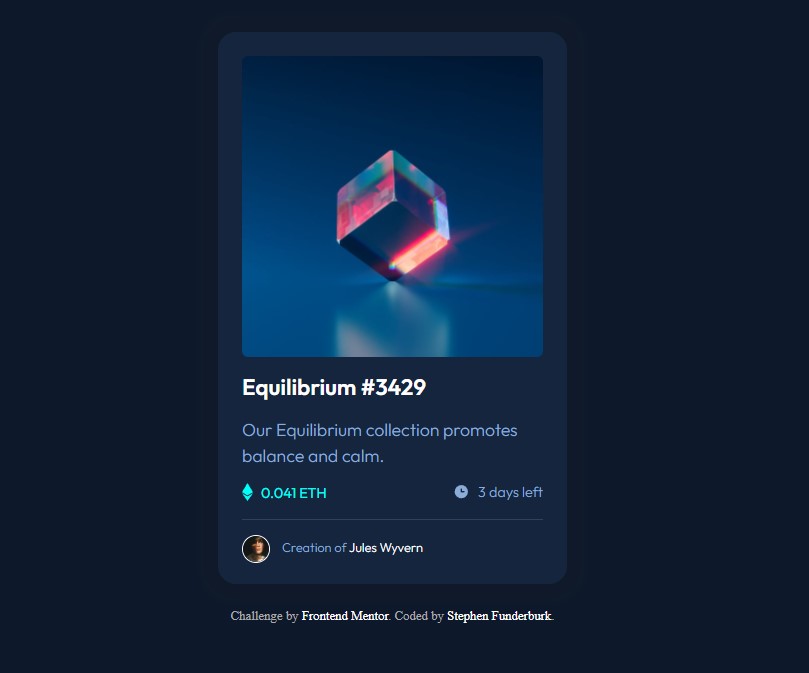 Equilibrium #3429
Our Equilibrium collection promotes
balance and calm.
0.041 ETH
3 days left
Creation of Jules Wyvern
Challenge by Frontend Mentor. Coded by Stephen Funderburk.